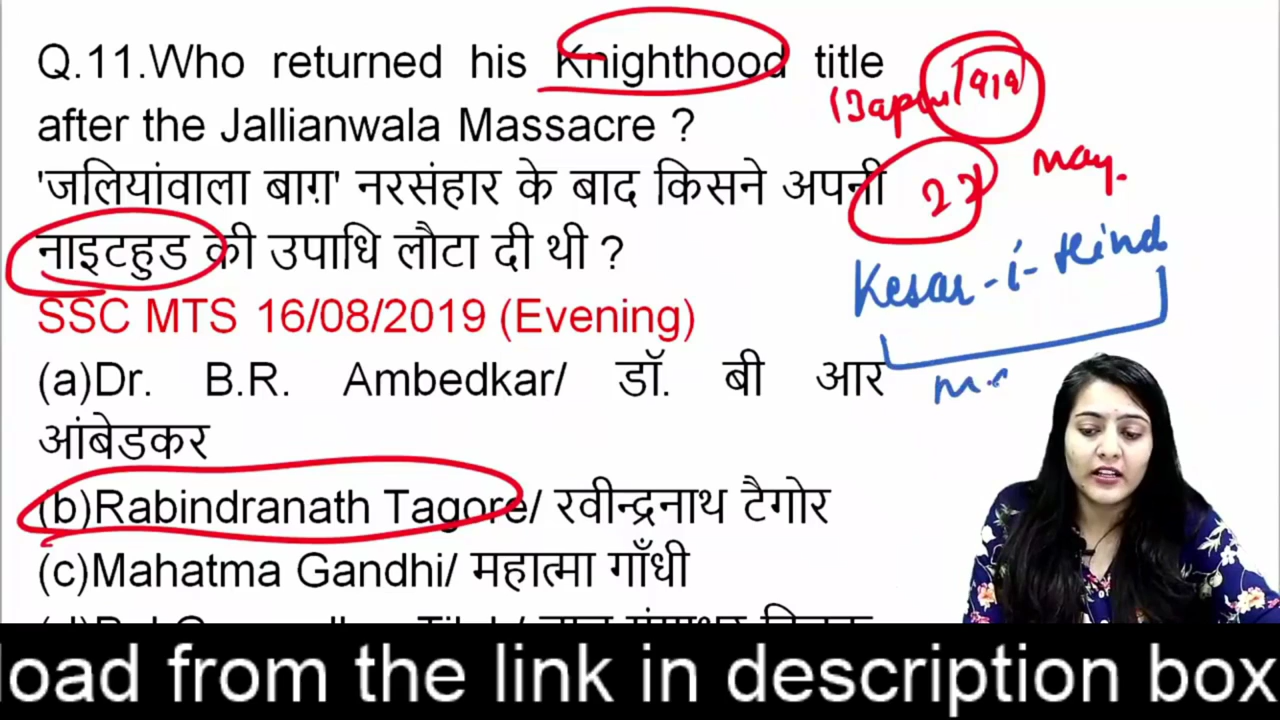 Q.11.Who returned his Knighthood title
after the Jallianwala Massacre ?
'जलियांवाला बाग़' नरसंहार के बाद किसने अपनी
नाइटहुड की उपाधि लौटा दी थी ?
SSC MTS 16/08/2019 (Evening)
(a)Dr. B.R. Ambedkar/ डॉ. बी आर
आंबेडकर
(b)Rabindranath Tagore/ रवीन्द्रनाथ टैगोर
(c)Mahatma Gandhi/ महात्मा गाँधी
1919
May.
Kesar-i-Hind
load from the link in description box